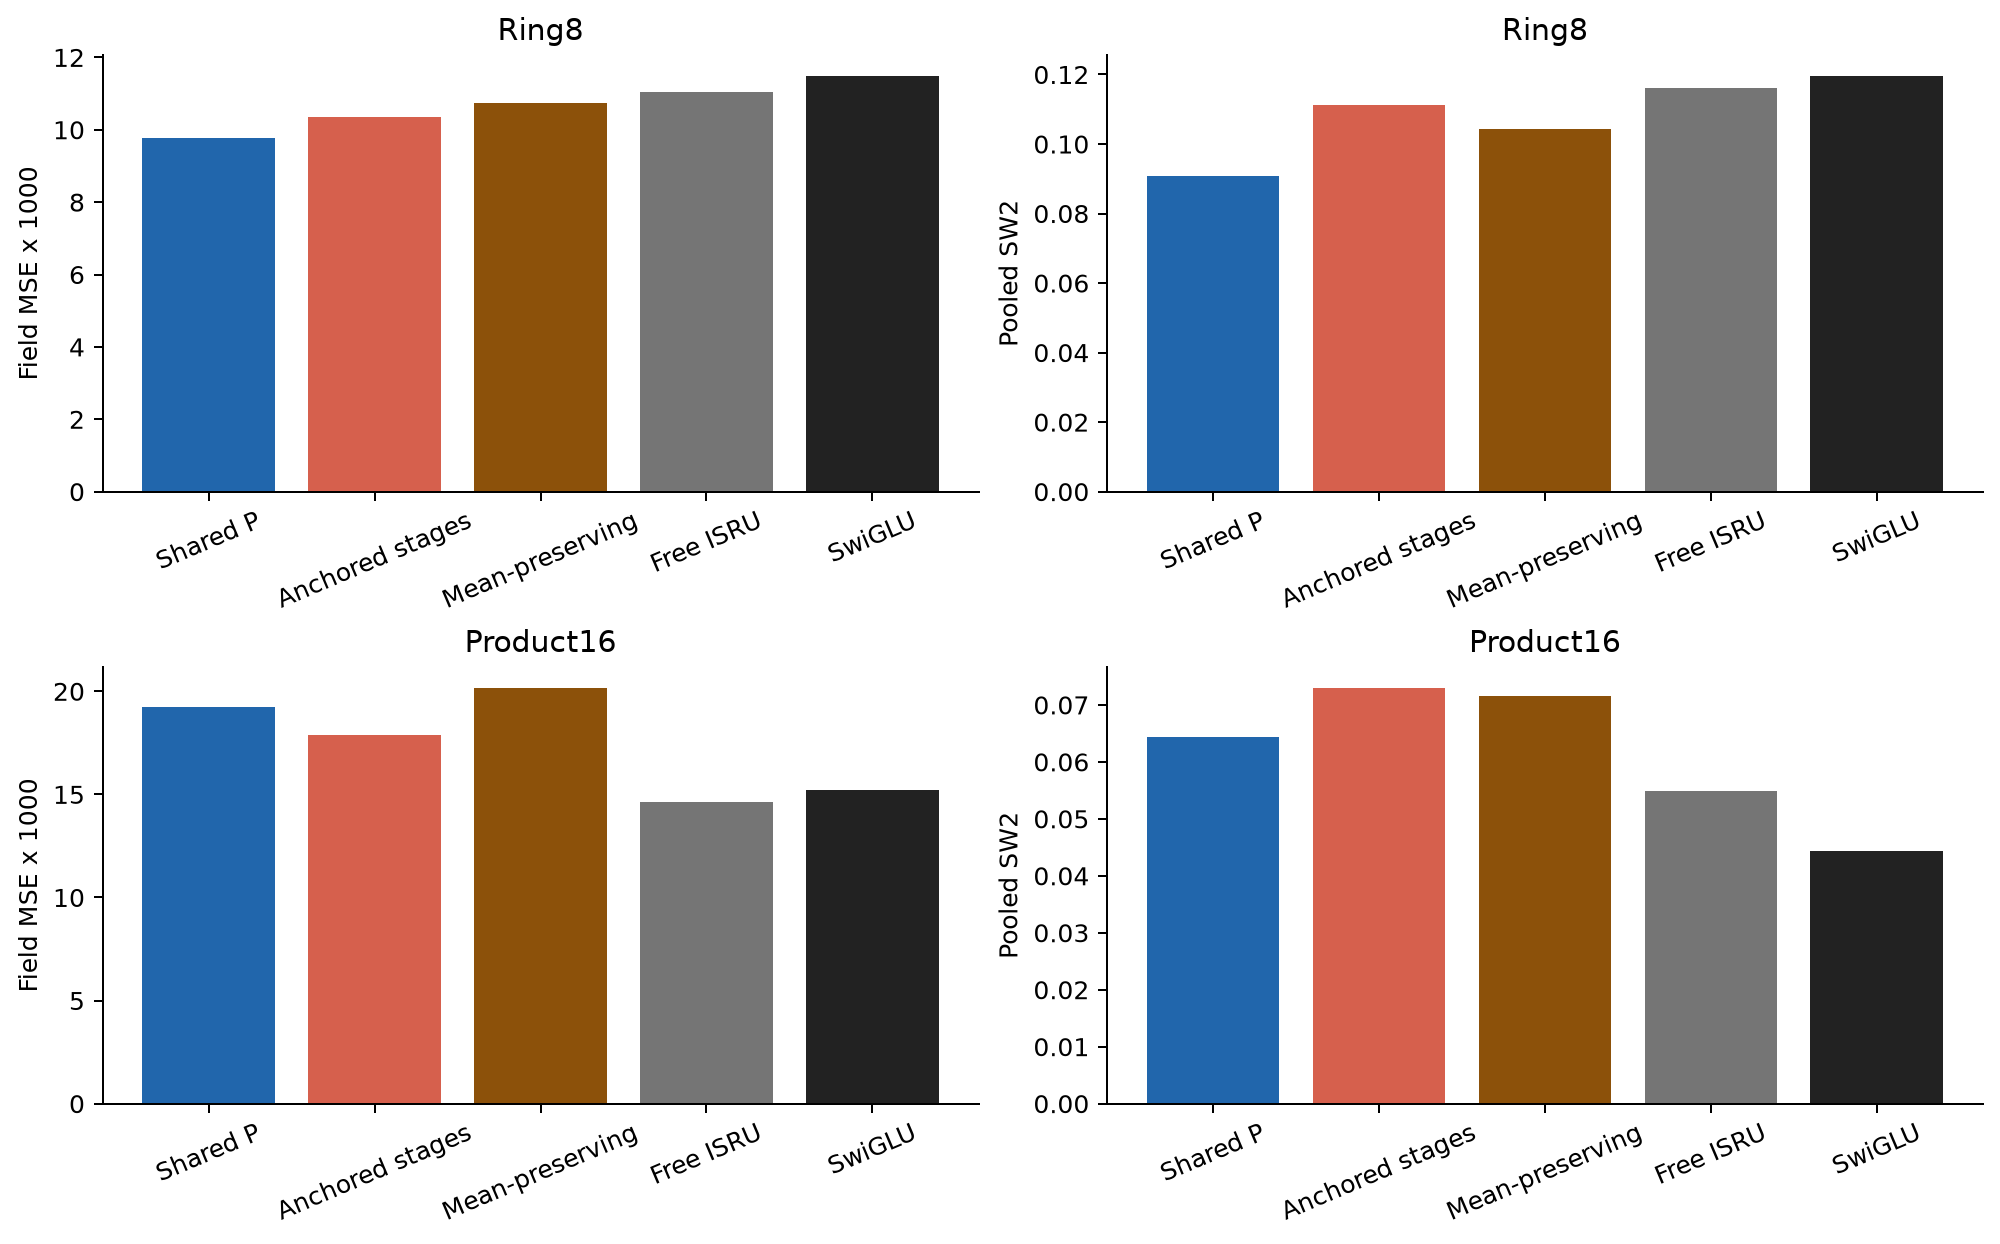 Ring8
Field MSE x 1000
12
10
8
6
4
2
0
Shared P
Anchored stages
Mean-preserving
Free ISRU
SwiGLU
Ring8
Pooled SW2
0.12
0.10
0.08
0.06
0.04
0.02
0.00
Shared P
Anchored stages
Mean-preserving
Free ISRU
SwiGLU
Product16
Field MSE x 1000
20
15
10
5
0
Shared P
Anchored stages
Mean-preserving
Free ISRU
SwiGLU
Product16
Pooled SW2
0.07
0.06
0.05
0.04
0.03
0.02
0.01
0.00
Shared P
Anchored stages
Mean-preserving
Free ISRU
SwiGLU